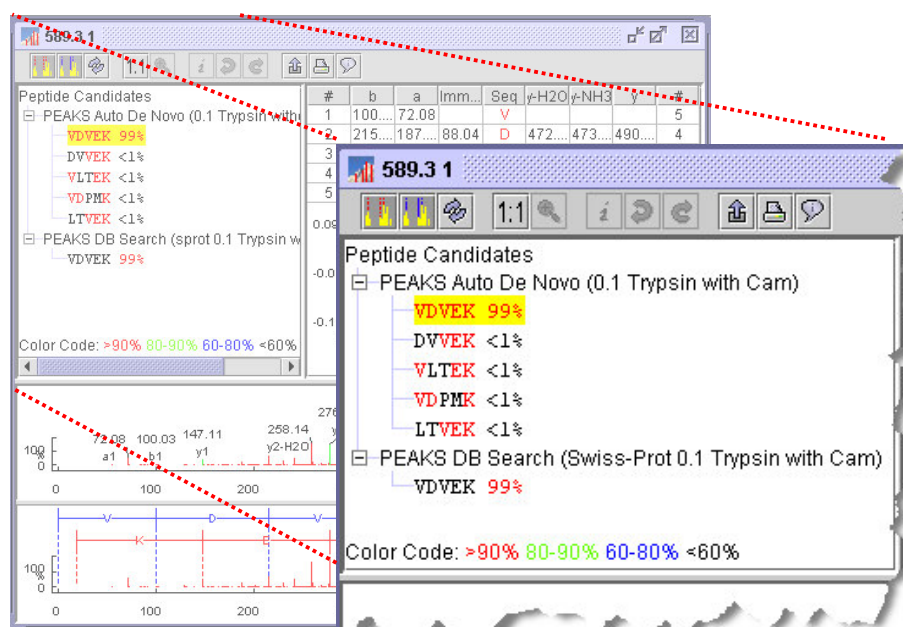 589.3 1
1:1
i
Peptide Candidates
PEAKS Auto De Novo (0.1 Trypsin with
VDVEK 99%
DVVEK <1%
VLTEK <1%
VDPMK <1%
LTVEK <1%
PEAKS DB Search (sprot 0.1 Trypsin w
VDVEK 99%
Color Code: >90% 80-90% 60-80% <60%
# b a Imm... Seq y-H2O y-NH3 y #
1 100.... 72.08 V 5
2 215.... 187.... 88.04 D 472.... 473.... 490.... 4
3
4
5
0.09
-0.0
-0.1
72.08 100.03 147.11 258.14 276
a1 b1 y1 y2-H2O y
100
%
0
0 100 200
V D V
K E
100
%
0
0 100 200
589.3 1
1:1
i
Peptide Candidates
PEAKS Auto De Novo (0.1 Trypsin with Cam)
VDVEK 99%
DVVEK <1%
VLTEK <1%
VDPMK <1%
LTVEK <1%
PEAKS DB Search (Swiss-Prot 0.1 Trypsin with Cam)
VDVEK 99%
Color Code: >90% 80-90% 60-80% <60%